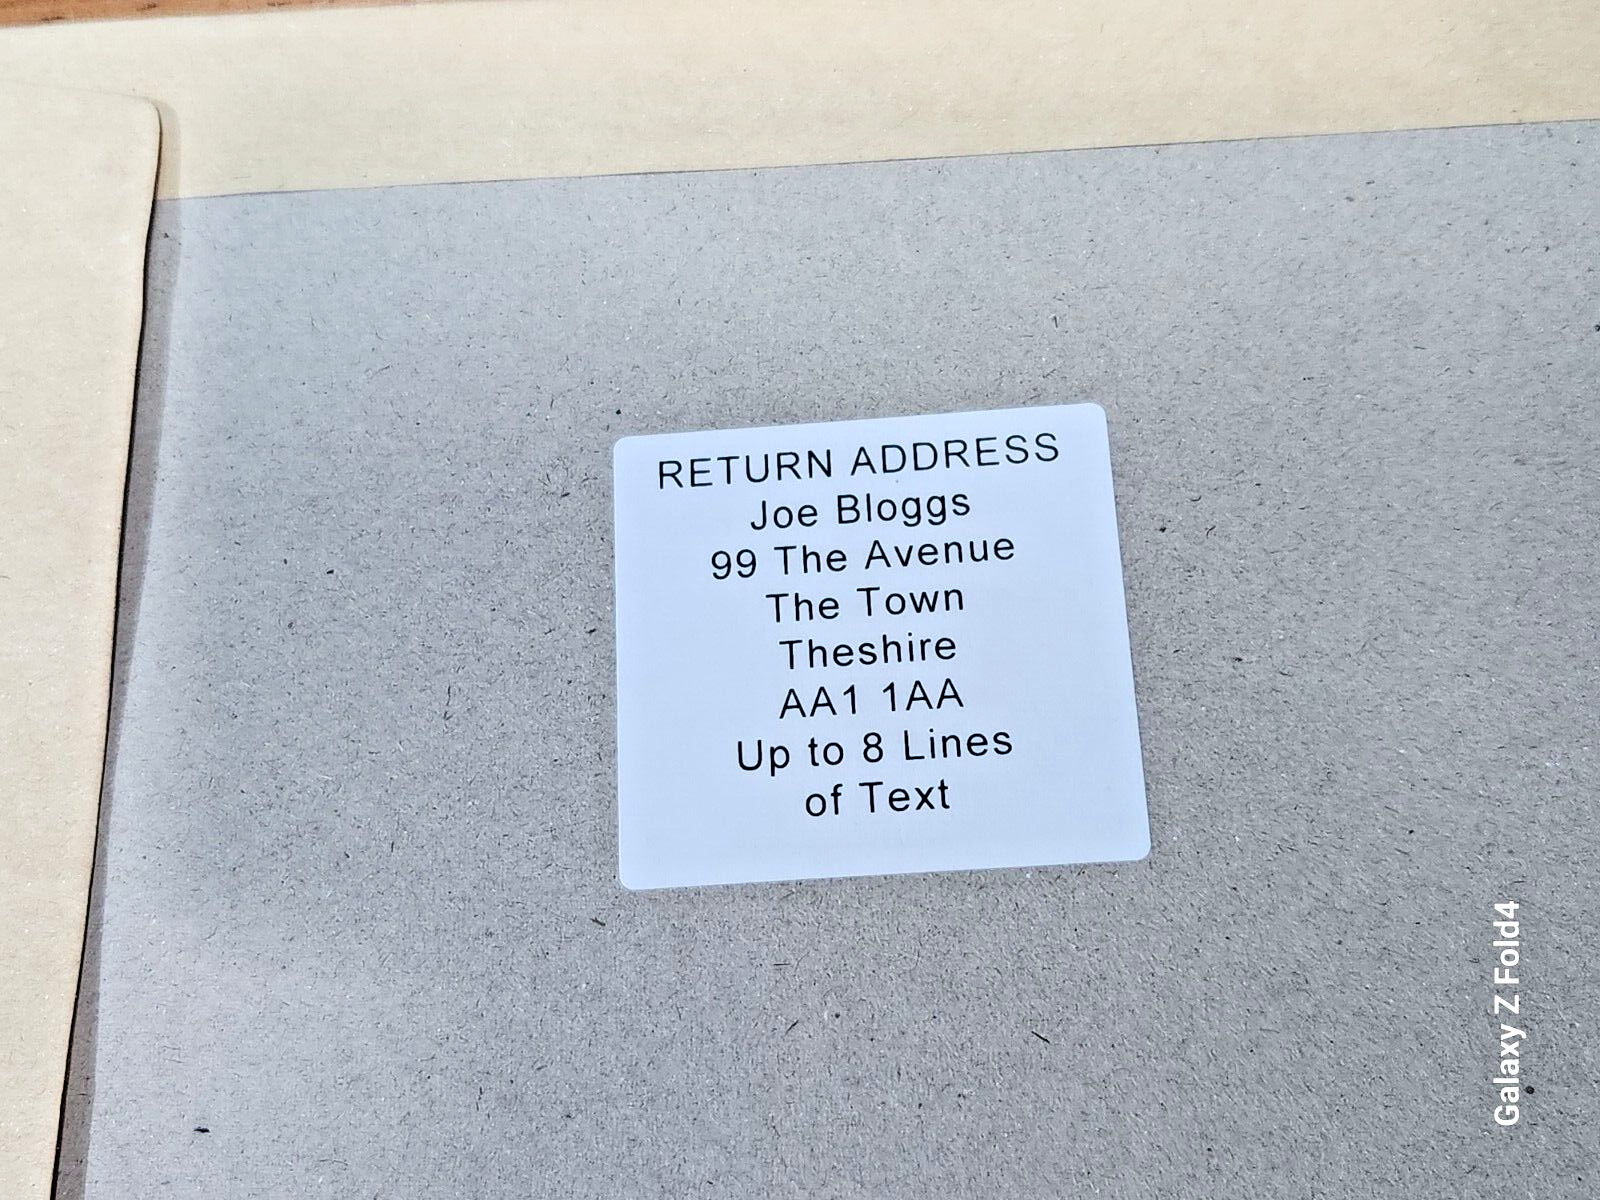 RETURN ADDRESS
Joe Bloggs
99 The Avenue
The Town
Theshire
AA1 1AA
Up to 8 Lines
of Text
Galaxy Z Fold4